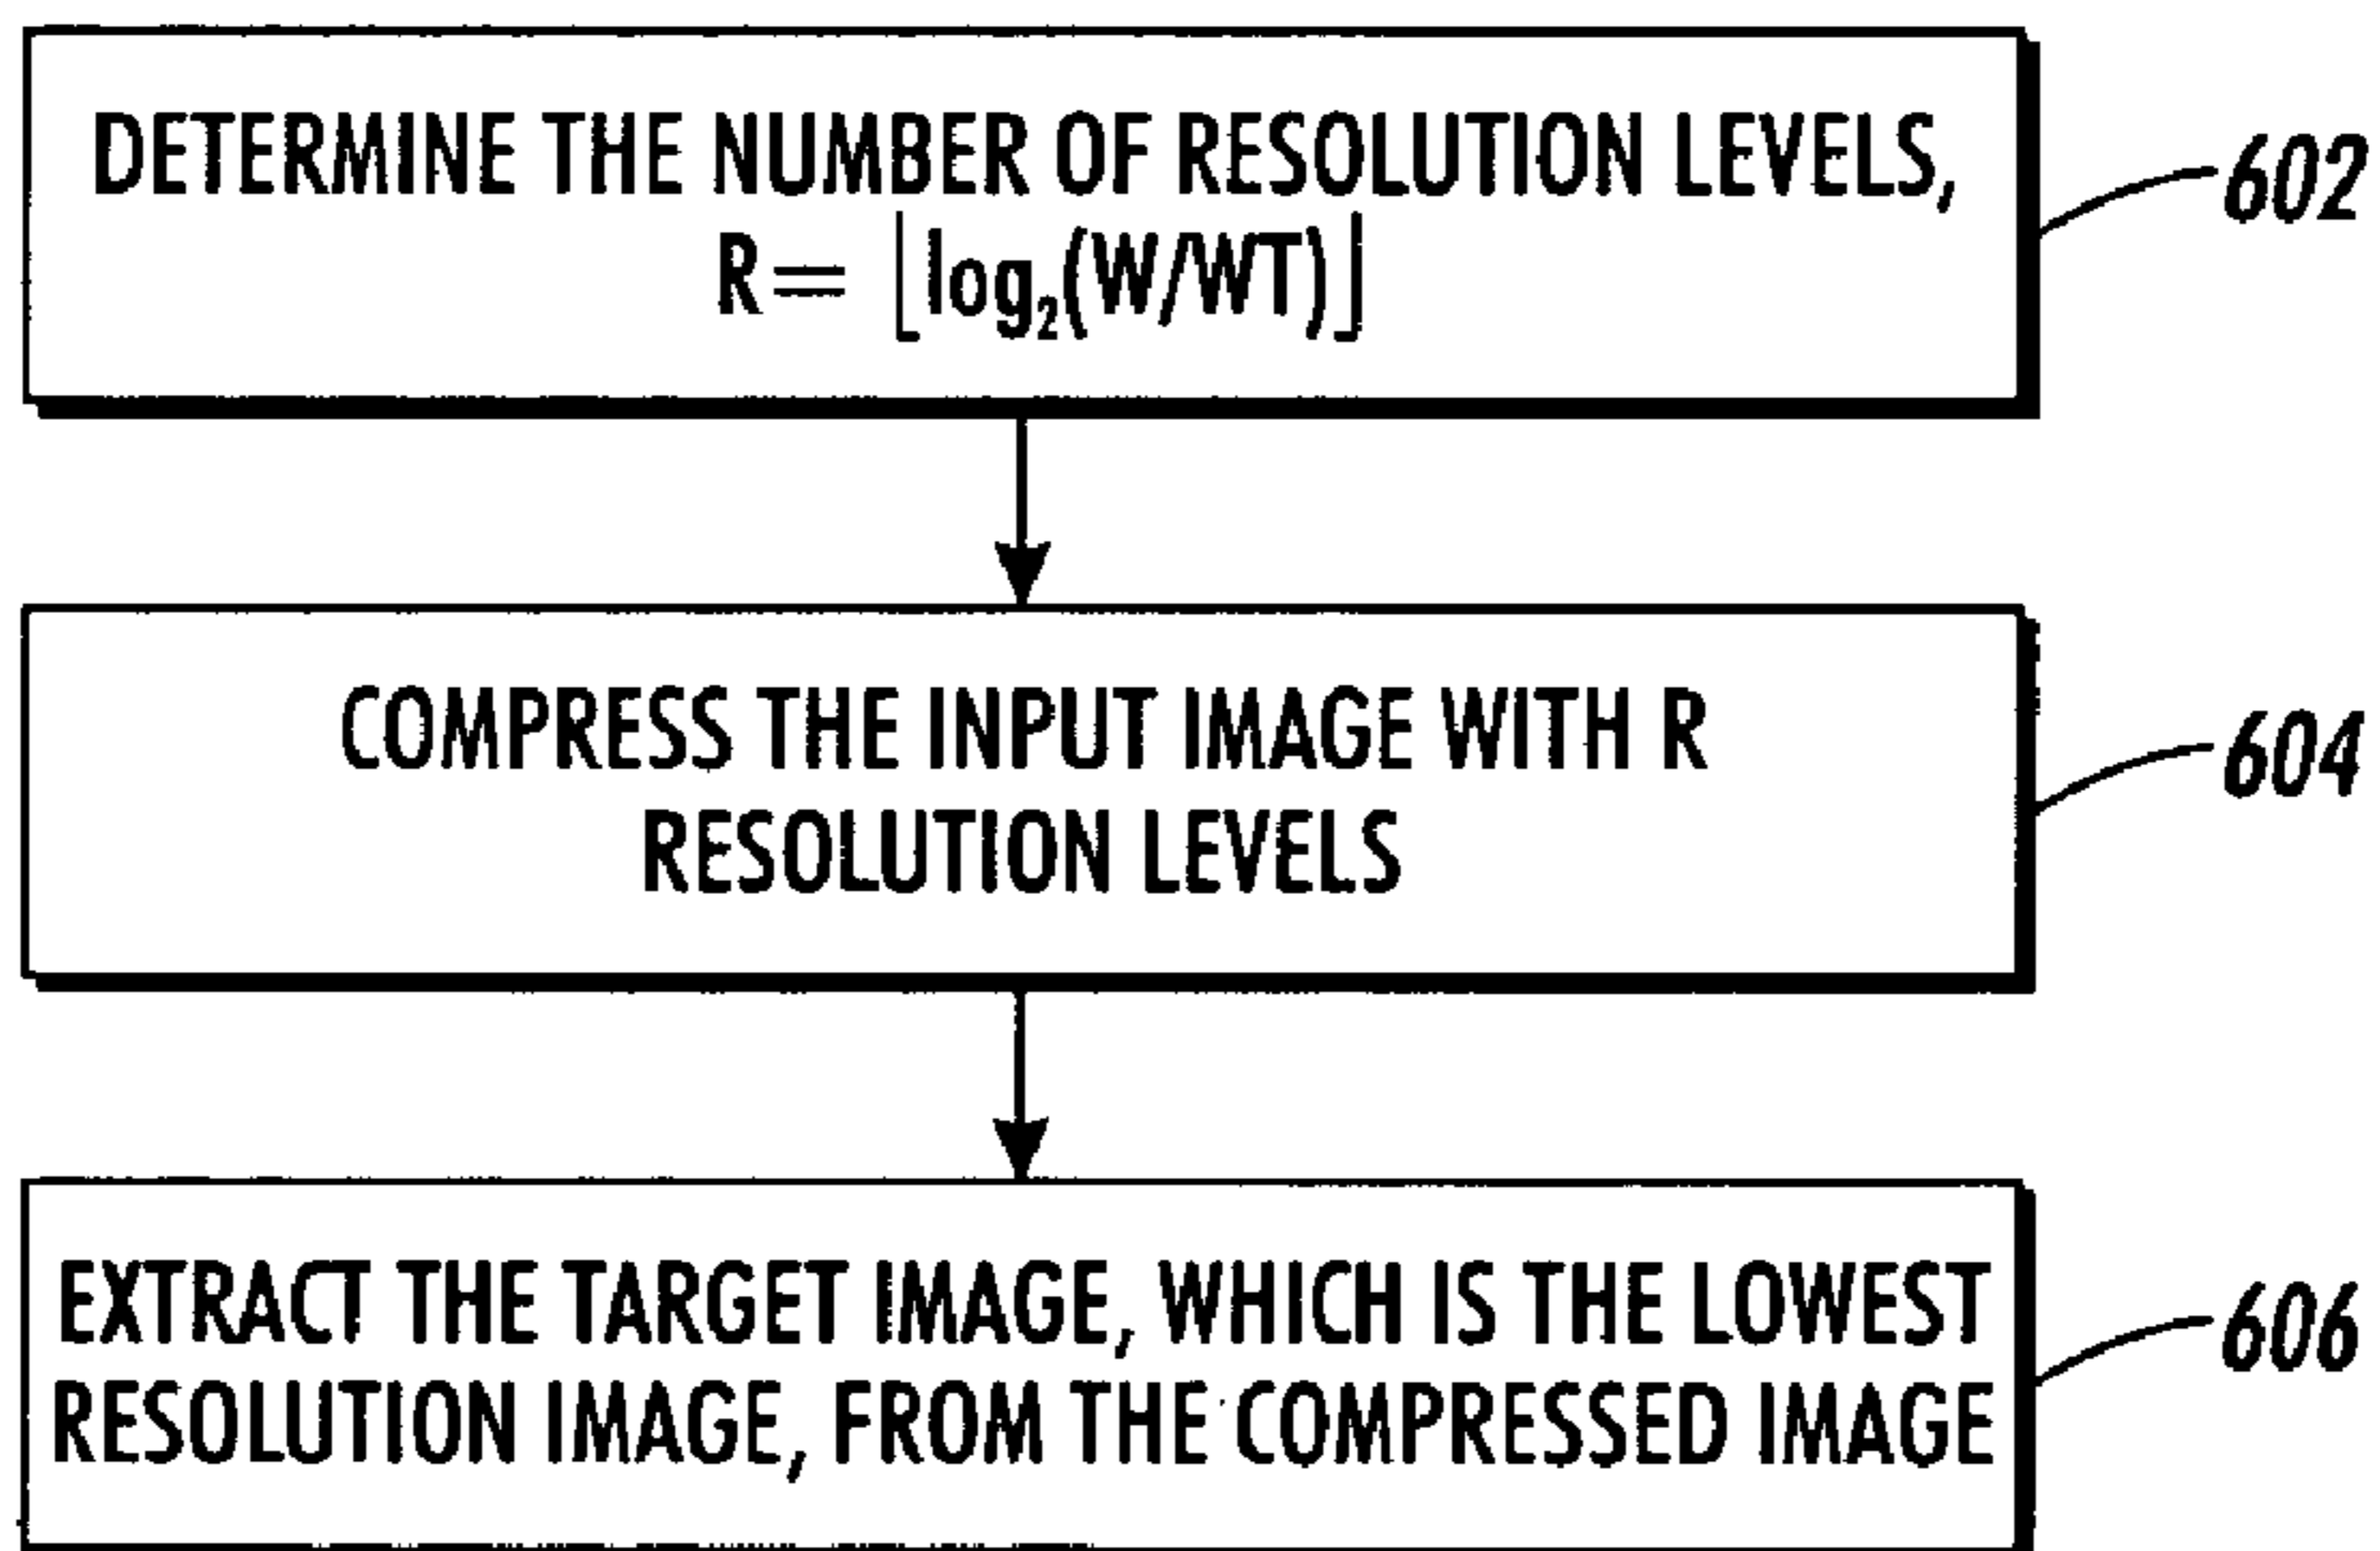 DETERMINE THE NUMBER OF RESOLUTION LEVELS,
R= ⌊log₂(W/WT)⌋
602
COMPRESS THE INPUT IMAGE WITH R
RESOLUTION LEVELS
604
EXTRACT THE TARGET IMAGE, WHICH IS THE LOWEST
RESOLUTION IMAGE, FROM THE COMPRESSED IMAGE
606